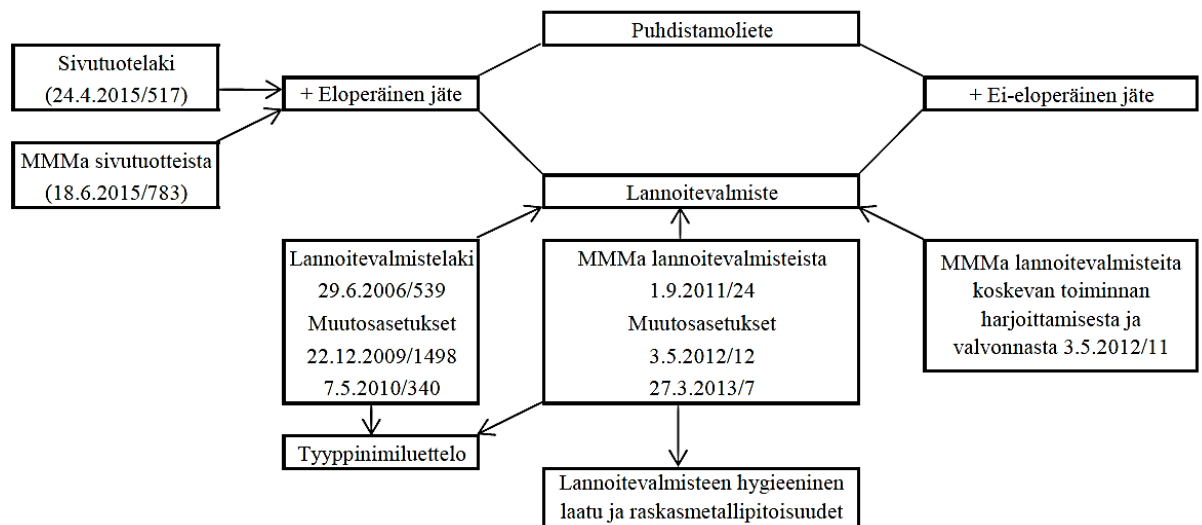 Puhdistamoliete
Sivutuotelaki
(24.4.2015/517)
+ Eloperäinen jäte
+ Ei-eloperäinen jäte
MMMa sivutuotteista
(18.6.2015/783)
Lannoitevalmiste
Lannoitevalmistelaki
29.6.2006/539
Muutosasetukset
22.12.2009/1498
7.5.2010/340
MMMa lannoitevalmisteista
1.9.2011/24
Muutosasetukset
3.5.2012/12
27.3.2013/7
MMMa lannoitevalmisteita
koskevan toiminnan
harjoittamisesta ja
valvonnasta 3.5.2012/11
Tyyppinimiluettelo
Lannoitevalmisteen hygieeninen
laatu ja raskasmetallipitoisuudet